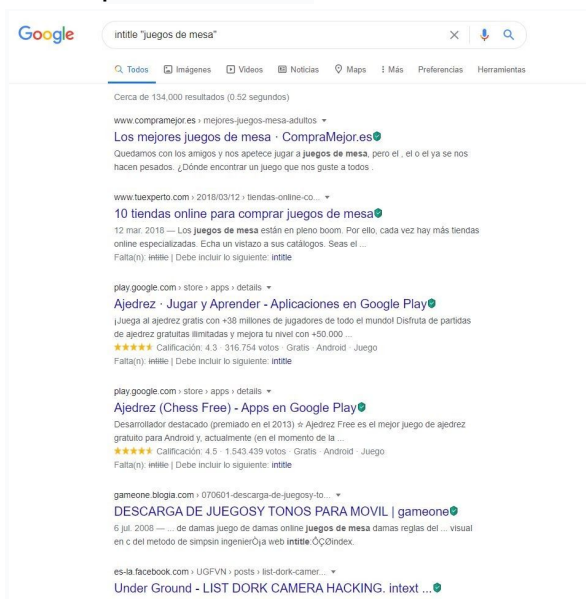 Google
intitle "juegos de mesa"
Todos Imágenes Videos Noticias Maps Más Preferencias Herramientas
Cerca de 134,000 resultados (0.52 segundos)
www.compramejor.es › mejores-juegos-mesa-adultos
Los mejores juegos de mesa · CompraMejor.es
Quedamos con los amigos y nos apetece jugar a juegos de mesa, pero el , el o el ya se nos
hacen pesados. ¿Dónde encontrar un juego que nos guste a todos .
www.tuexperto.com › 2018/03/12 › tiendas-online-co...
10 tiendas online para comprar juegos de mesa
12 mar. 2018 — Los juegos de mesa están en pleno boom. Por ello, cada vez hay más tiendas
online especializadas. Echa un vistazo a sus catálogos. Seas el ...
Falta(n): intitle | Debe incluir lo siguiente: intitle
play.google.com › store › apps › details
Ajedrez · Jugar y Aprender - Aplicaciones en Google Play
¡Juega al ajedrez gratis con +38 millones de jugadores de todo el mundo! Disfruta de partidas
de ajedrez gratuitas ilimitadas y mejora tu nivel con +50.000 ...
Calificación: 4.3 · 316.754 votos · Gratis · Android · Juego
Falta(n): intitle | Debe incluir lo siguiente: intitle
play.google.com › store › apps › details
Ajedrez (Chess Free) - Apps en Google Play
Desarrollador destacado (premiado en el 2013) ☆ Ajedrez Free es el mejor juego de ajedrez
gratuito para Android y, actualmente (en el momento de la ...
Calificación: 4.5 · 1.543.439 votos · Gratis · Android · Juego
Falta(n): intitle | Debe incluir lo siguiente: intitle
gameone.blogia.com › 070601-descarga-de-juegosy-to...
DESCARGA DE JUEGOSY TONOS PARA MOVIL | gameone
6 jul. 2008 — ... de damas juego de damas online juegos de mesa damas reglas del ... visual
en c del metodo de simpsin ingenierÒ¡a web intitle:ÔÇØindex.
es-la.facebook.com › UGFVN › posts › list-dork-camer...
Under Ground - LIST DORK CAMERA HACKING. intext ...